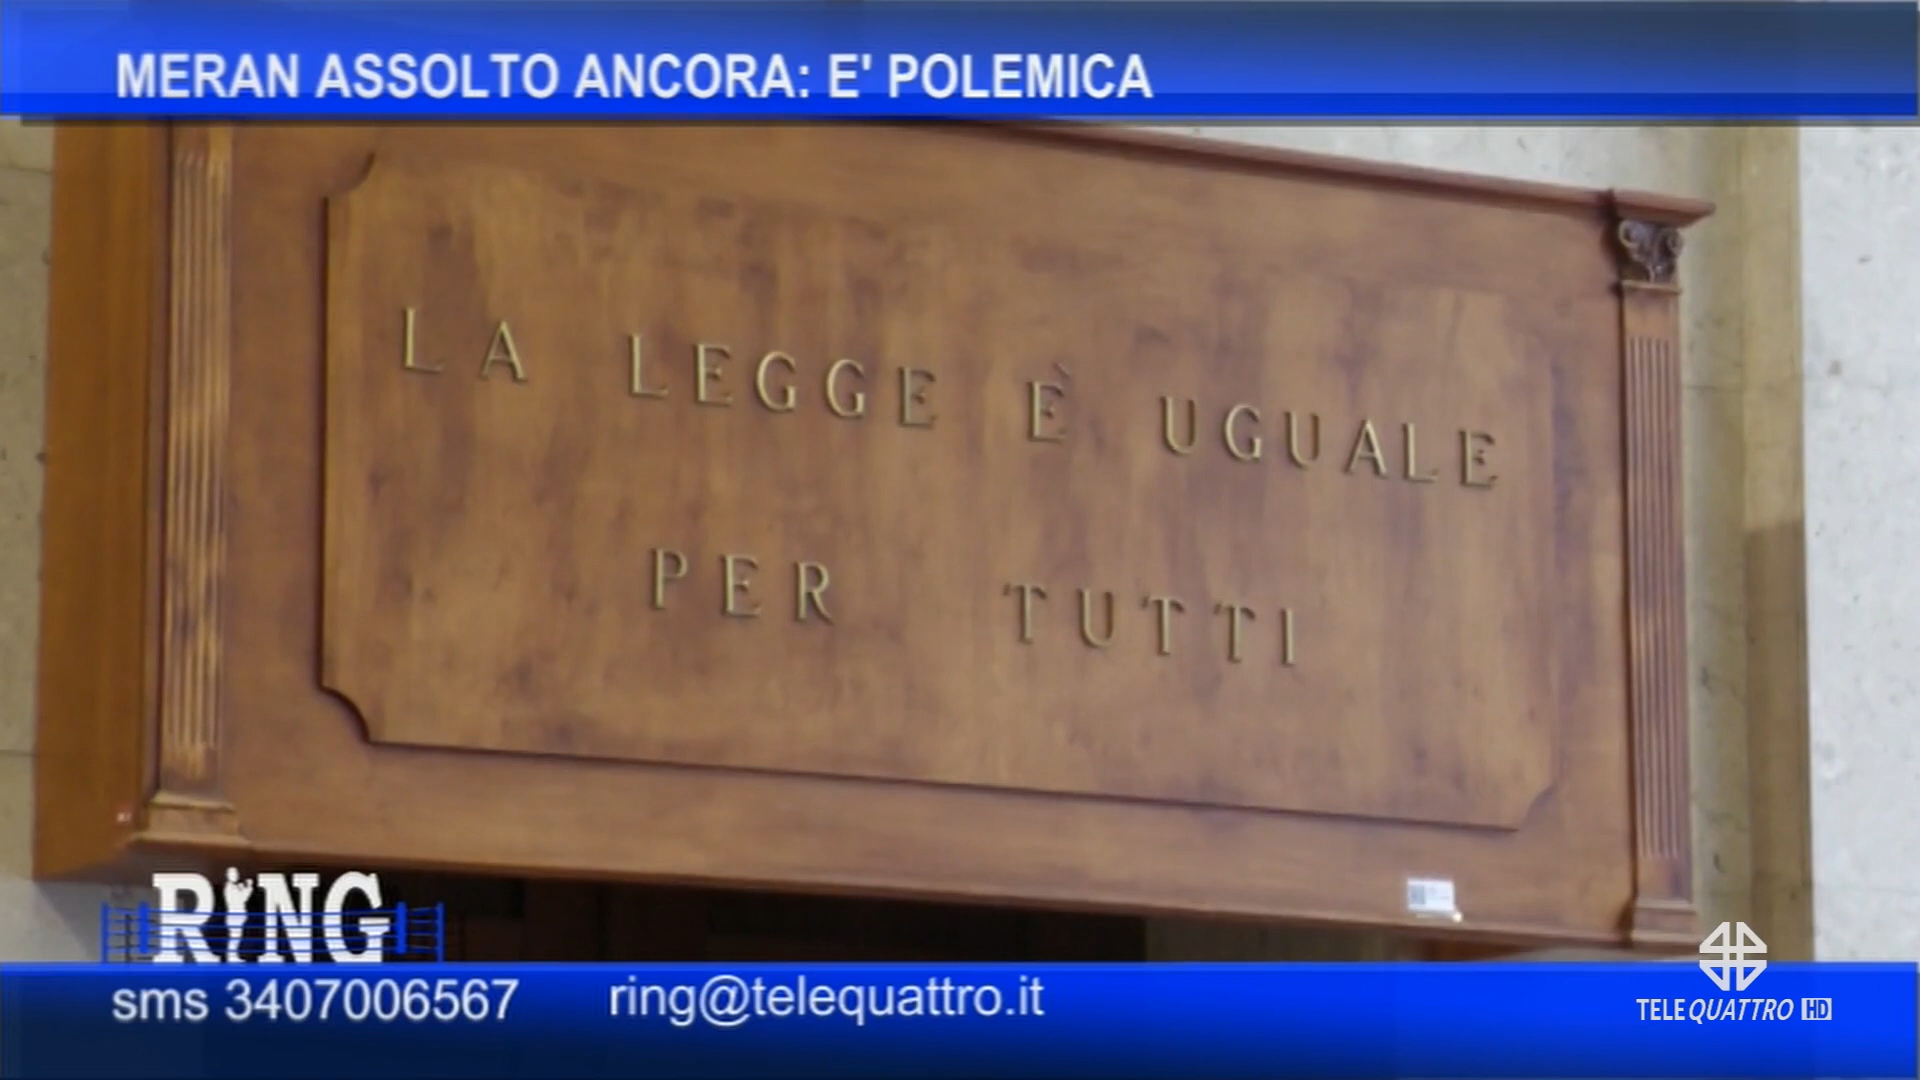 MERAN ASSOLTO ANCORA: E' POLEMICA
LA LEGGE È UGUALE
PER TUTTI
RING
sms 3407006567 ring@telequattro.it
TELEQUATTRO HD